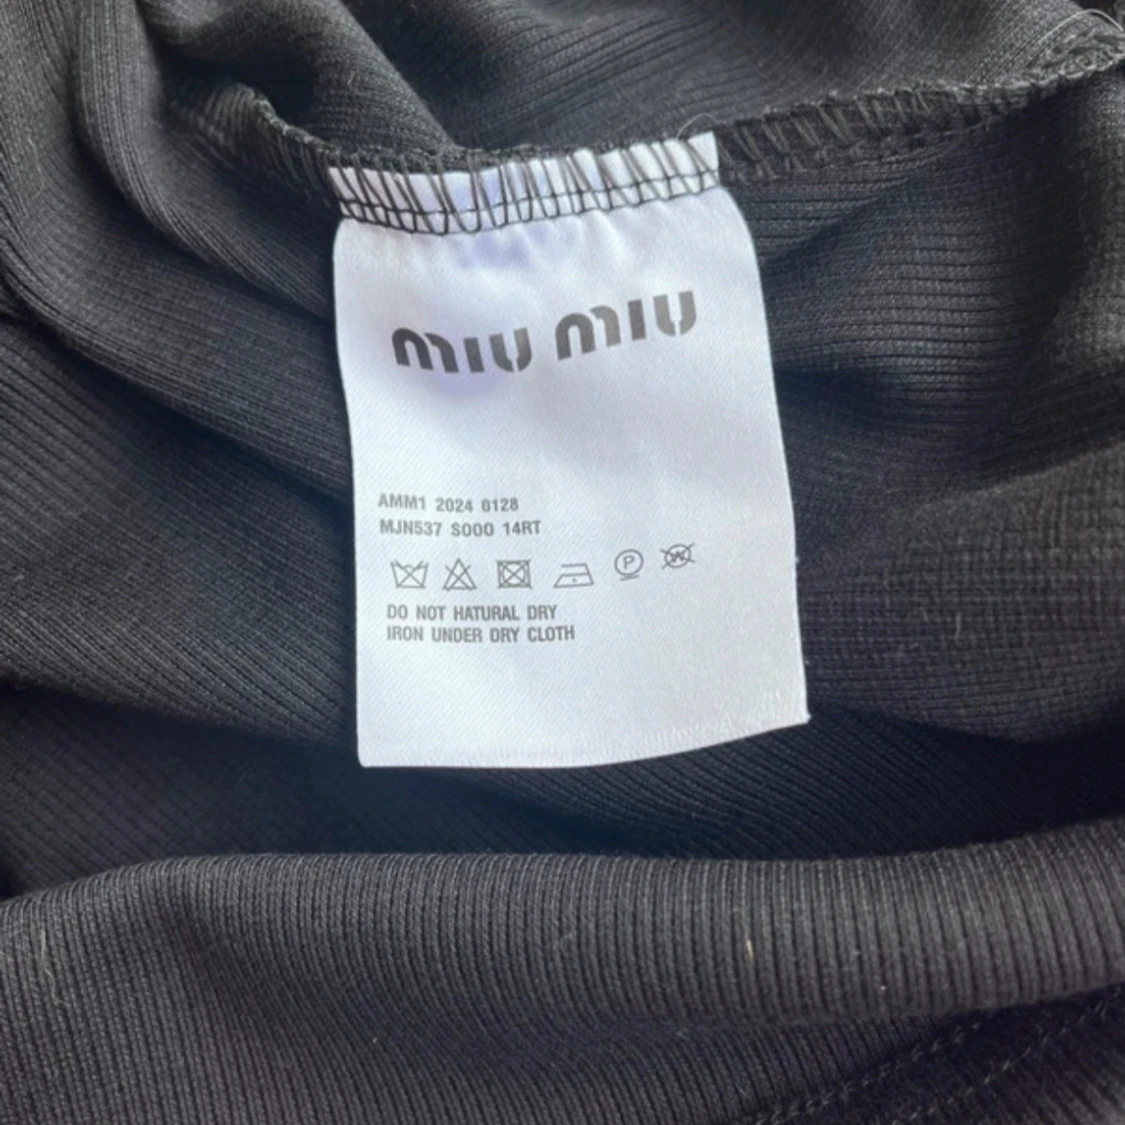 miu miu
AMM1 2024 0128
MJN537 S000 14RT
P W
DO NOT NATURAL DRY
IRON UNDER DRY CLOTH